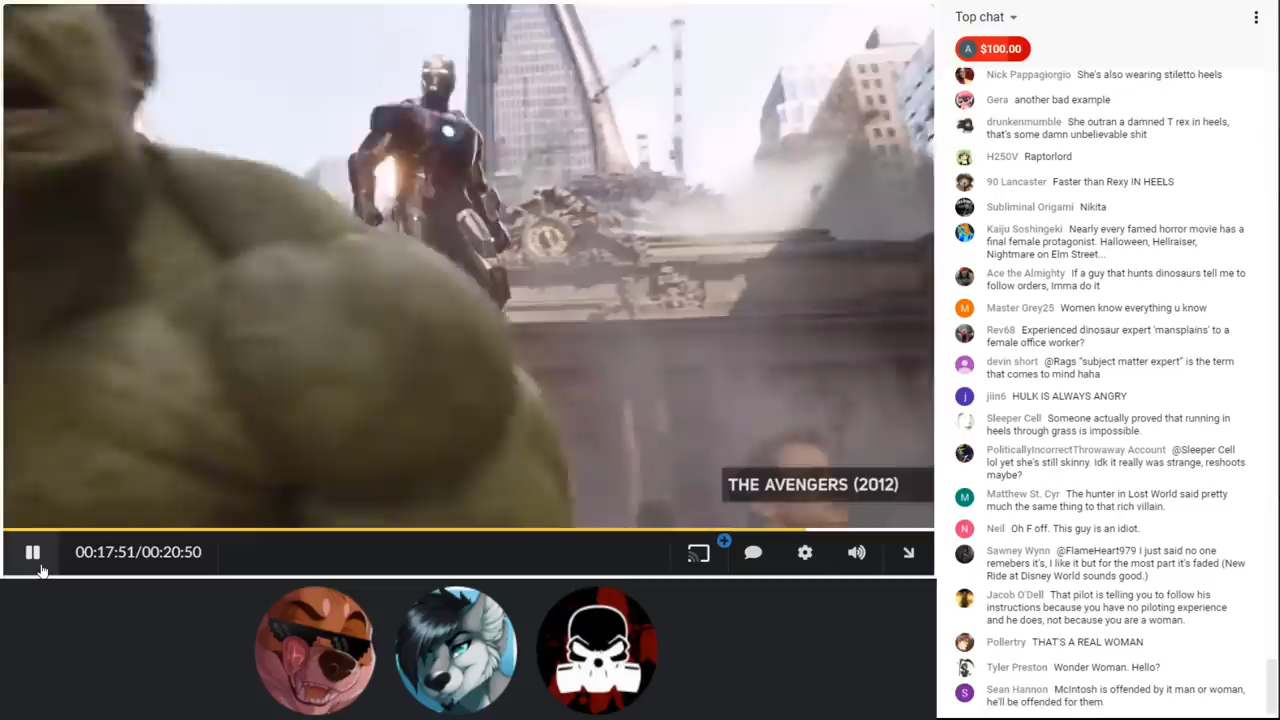 Top chat
A $100.00
Nick Pappagiorgio She's also wearing stiletto heels
Gera another bad example
drunkenmumble She outran a damned T rex in heels,
that's some damn unbelievable shit
H250V Raptorlord
90 Lancaster Faster than Rexy IN HEELS
Subliminal Origami Nikita
Kaiju Soshingeki Nearly every famed horror movie has a
final female protagonist. Halloween, Hellraiser,
Nightmare on Elm Street...
Ace the Almighty If a guy that hunts dinosaurs tell me to
follow orders, Imma do it
M Master Grey25 Women know everything u know
Rev68 Experienced dinosaur expert 'mansplains' to a
female office worker?
devin short @Rags "subject matter expert" is the term
that comes to mind haha
j jiin6 HULK IS ALWAYS ANGRY
Sleeper Cell Someone actually proved that running in
heels through grass is impossible.
PoliticallyIncorrectThrowaway Account @Sleeper Cell
lol yet she's still skinny. Idk it really was strange, reshoots
maybe?
M Matthew St. Cyr The hunter in Lost World said pretty
much the same thing to that rich villain.
N Neil Oh F off. This guy is an idiot.
Sawney Wynn @FlameHeart979 I just said no one
remebers it's, I like it but for the most part it's faded (New
Ride at Disney World sounds good.)
Jacob O'Dell That pilot is telling you to follow his
instructions because you have no piloting experience
and he does, not because you are a woman.
Pollertry THAT'S A REAL WOMAN
Tyler Preston Wonder Woman. Hello?
S Sean Hannon McIntosh is offended by it man or woman,
he'll be offended for them
THE AVENGERS (2012)
00:17:51/00:20:50